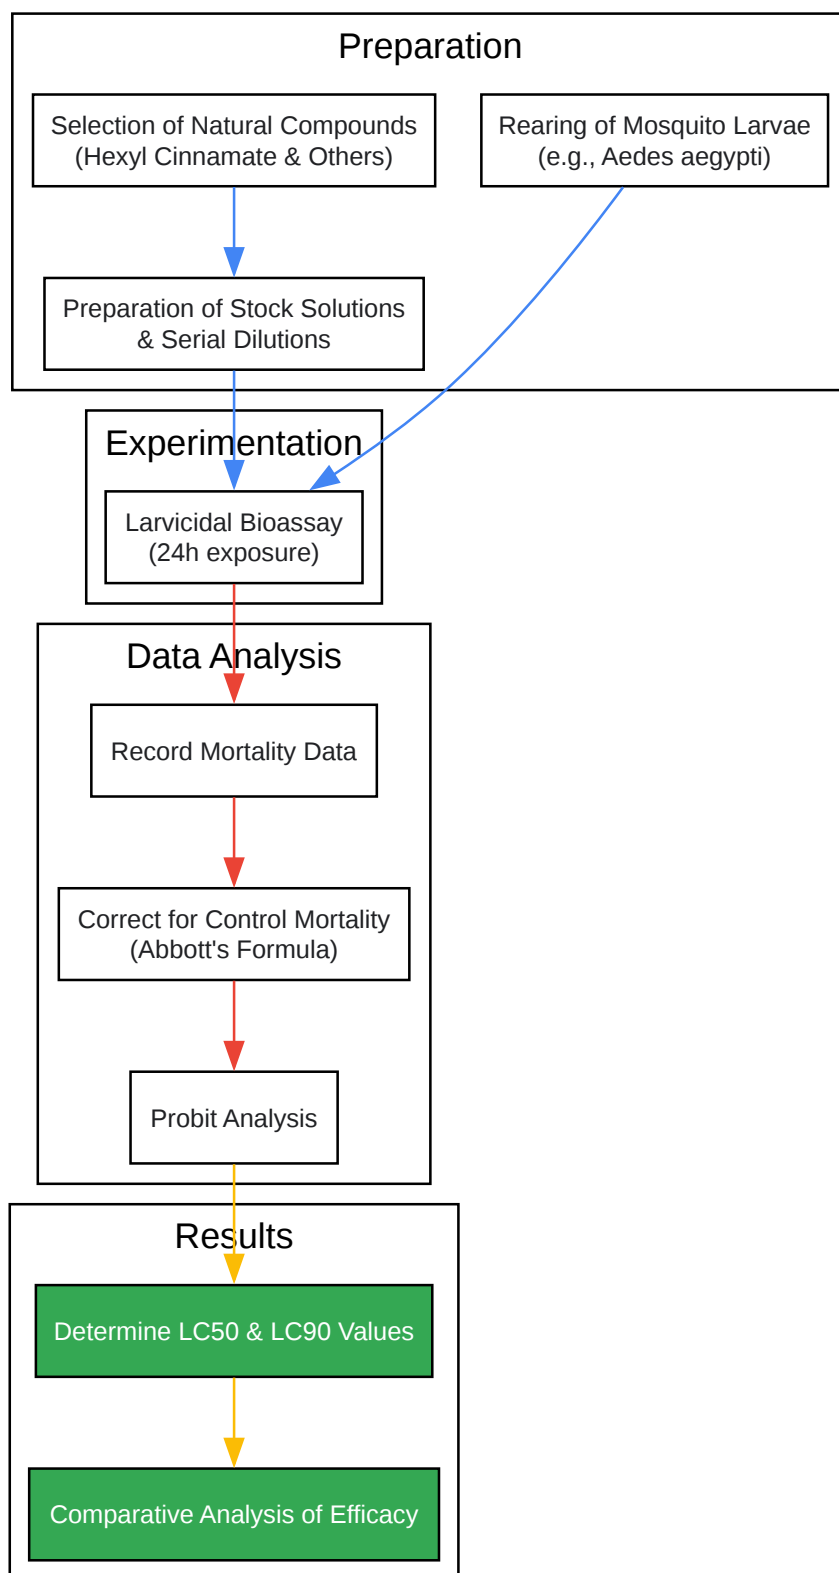 Preparation
Selection of Natural Compounds
(Hexyl Cinnamate & Others)
Rearing of Mosquito Larvae
(e.g., Aedes aegypti)
Preparation of Stock Solutions
& Serial Dilutions
Experimentation
Larvicidal Bioassay
(24h exposure)
Data Analysis
Record Mortality Data
Correct for Control Mortality
(Abbott's Formula)
Probit Analysis
Results
Determine LC50 & LC90 Values
Comparative Analysis of Efficacy